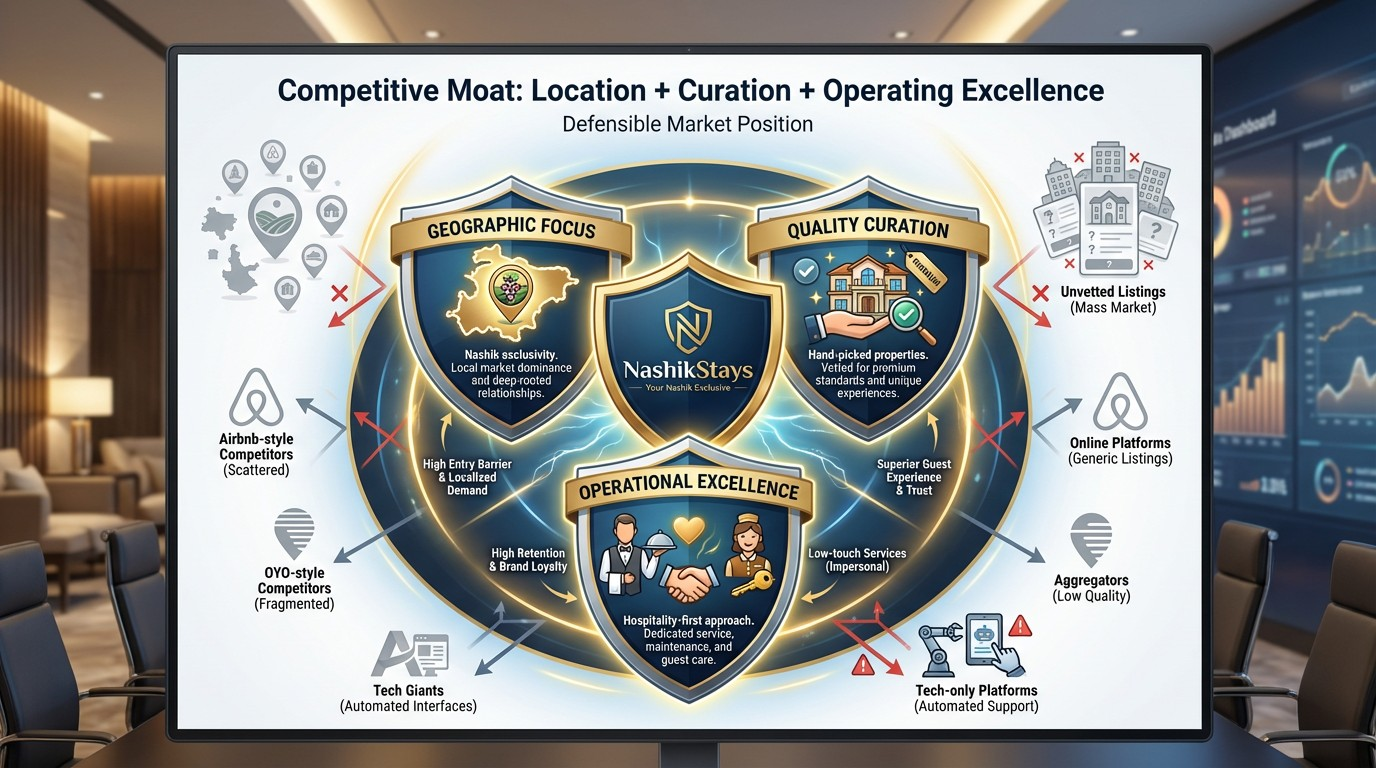 Competitive Moat: Location + Curation + Operating Excellence
Defensible Market Position
GEOGRAPHIC FOCUS
Nashik esclusivity.
Local market dominance
and deep-rooted
relationships.
NashikStays
Your Nashik Exclusive
QUALITY CURATION
Hand-picked properties.
Vetled for premium
standards and unique
experiences.
Unvetted Listings
(Mass Market)
Airbnb-style
Competitors
(Scattered)
High Entry Barrier
& Localized
Demand
Superior Guest
Experience
& Trust
Online Platforms
(Generic Listings)
OPERATIONAL EXCELLENCE
High Retention
& Brand Loyalty
Low-touch Services
(Impersonal)
Hospitality-first approach.
Dedicated service,
maintenance, and
guest care.
OYO-style
Competitors
(Fragmented)
Aggregators
(Low Quality)
Tech Giants
(Automated Interfaces)
Tech-only Platforms
(Automated Support)
Dashboard